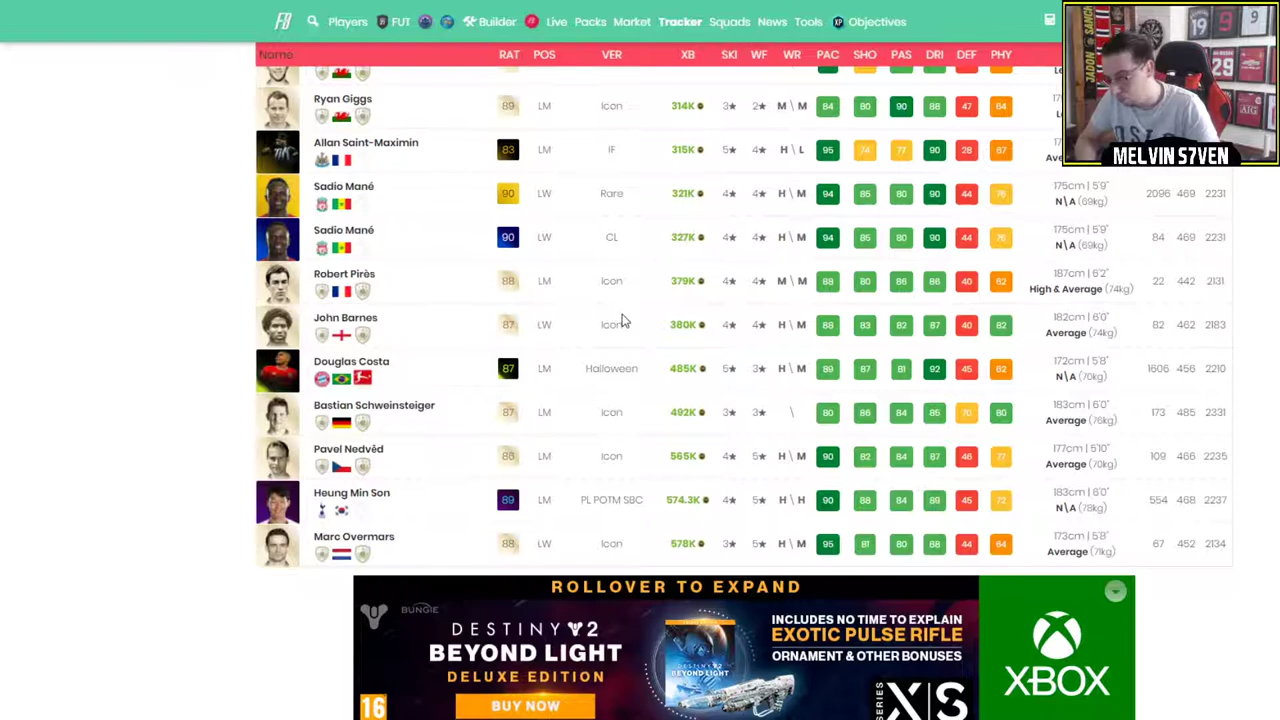 Players FUT Builder Live Packs Market Tracker Squads News Tools XP Objectives
Name RAT POS VER XB SKI WF WR PAC SHO PAS DRI DEF PHY
Ryan Giggs 89 LM Icon 314K 3★ 2★ M \ M 84 80 90 88 47 64
Allan Saint-Maximin 83 LM IF 315K 5★ 4★ H \ L 95 74 77 90 28 67
Sadio Mané 90 LW Rare 321K 4★ 4★ H \ M 94 85 80 90 44 76 175cm | 5'9" 2096 469 2231
N\A (69kg)
Sadio Mané 90 LW CL 327K 4★ 4★ H \ M 94 85 80 90 44 76 175cm | 5'9" 84 469 2231
N\A (69kg)
Robert Pirès 88 LM Icon 379K 4★ 4★ M \ M 88 80 86 86 40 62 187cm | 6'2" 22 442 2131
High & Average (74kg)
John Barnes 87 LW Icon 380K 4★ 4★ H \ M 88 83 82 87 40 82 182cm | 6'0" 82 462 2183
Average (74kg)
Douglas Costa 87 LM Halloween 485K 5★ 3★ H \ M 89 87 81 92 45 62 172cm | 5'8" 1606 456 2210
N\A (70kg)
Bastian Schweinsteiger 87 LM Icon 492K 3★ 3★ \ 80 86 84 85 70 80 183cm | 6'0" 173 485 2331
Average (76kg)
Pavel Nedvěd LM Icon 565K 4★ 5★ H \ M 90 82 84 87 46 77 177cm | 5'10" 109 466 2235
Average (70kg)
Heung Min Son 89 LM PL POTM SBC 574.3K 4★ 5★ H \ H 90 88 84 89 45 72 183cm | 6'0" 554 468 2237
N\A (78kg)
Marc Overmars 88 LW Icon 578K 3★ 5★ H \ M 95 81 80 88 44 64 173cm | 5'8" 67 452 2134
Average (71kg)
MELVIN S7VEN
JADON SANCH
19 9 9
29
AIG
ROLLOVER TO EXPAND
BUNGIE
DESTINY 2
BEYOND LIGHT
DELUXE EDITION
BUY NOW
16
INCLUDES NO TIME TO EXPLAIN
EXOTIC PULSE RIFLE
ORNAMENT & OTHER BONUSES
SERIES X|S
XBOX